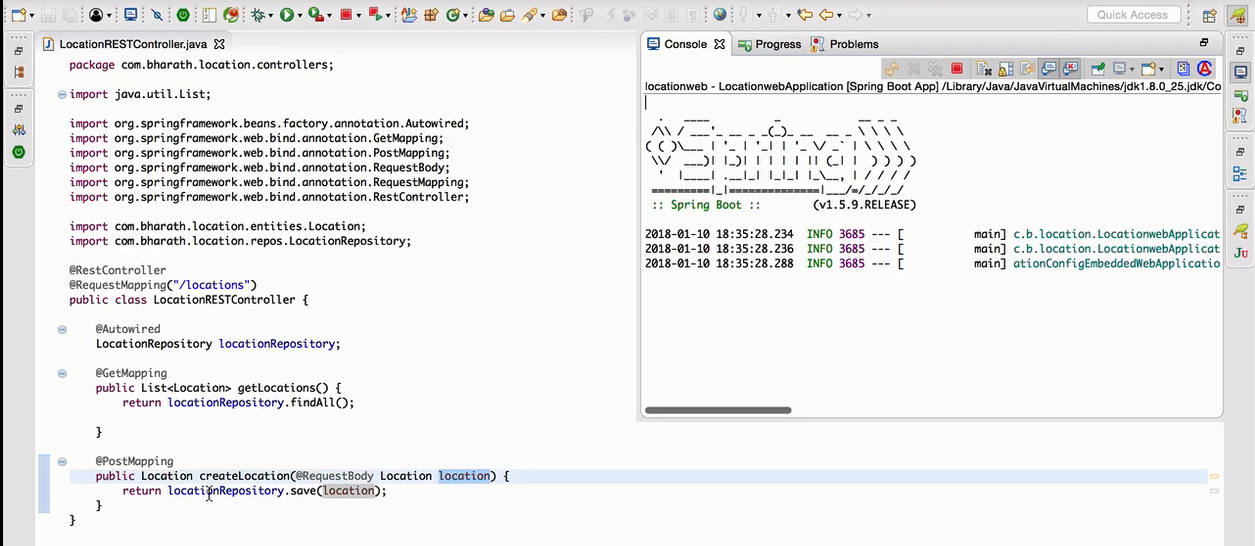 Quick Access
LocationRESTController.java
package com.bharath.location.controllers;
import java.util.List;
import org.springframework.beans.factory.annotation.Autowired;
import org.springframework.web.bind.annotation.GetMapping;
import org.springframework.web.bind.annotation.PostMapping;
import org.springframework.web.bind.annotation.RequestBody;
import org.springframework.web.bind.annotation.RequestMapping;
import org.springframework.web.bind.annotation.RestController;
import com.bharath.location.entities.Location;
import com.bharath.location.repos.LocationRepository;
@RestController
@RequestMapping("/locations")
public class LocationRESTController {
@Autowired
LocationRepository locationRepository;
@GetMapping
public List<Location> getLocations() {
return locationRepository.findAll();
}
@PostMapping
public Location createLocation(@RequestBody Location location) {
return locationRepository.save(location);
}
}
Console Progress Problems
locationweb - LocationwebApplication [Spring Boot App] /Library/Java/JavaVirtualMachines/jdk1.8.0_25.jdk/Co
:: Spring Boot :: (v1.5.9.RELEASE)
2018-01-10 18:35:28.234 INFO 3685 --- [ main] c.b.location.LocationwebApplicat
2018-01-10 18:35:28.236 INFO 3685 --- [ main] c.b.location.LocationwebApplicat
2018-01-10 18:35:28.288 INFO 3685 --- [ main] ationConfigEmbeddedWebApplicatio